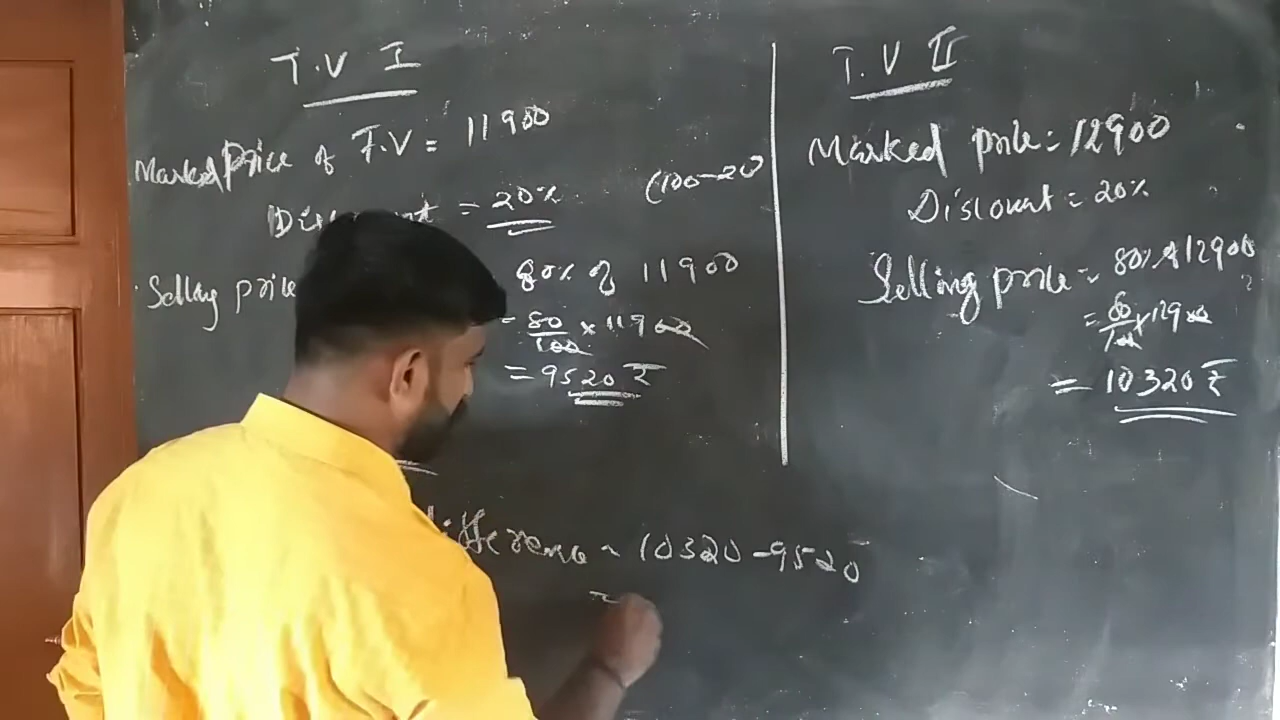 T.V I
Marked Price of T.V = 11900
= 20%
(100-20)
Selling price
80% of 11900
= 80/100 × 11900
= 9520 ₹
T.V II
Marked price = 12900
Discount = 20%
Selling price = 80% of 12900
= 80/100 × 12900
= 10320 ₹
difference = 10320 - 9520
=